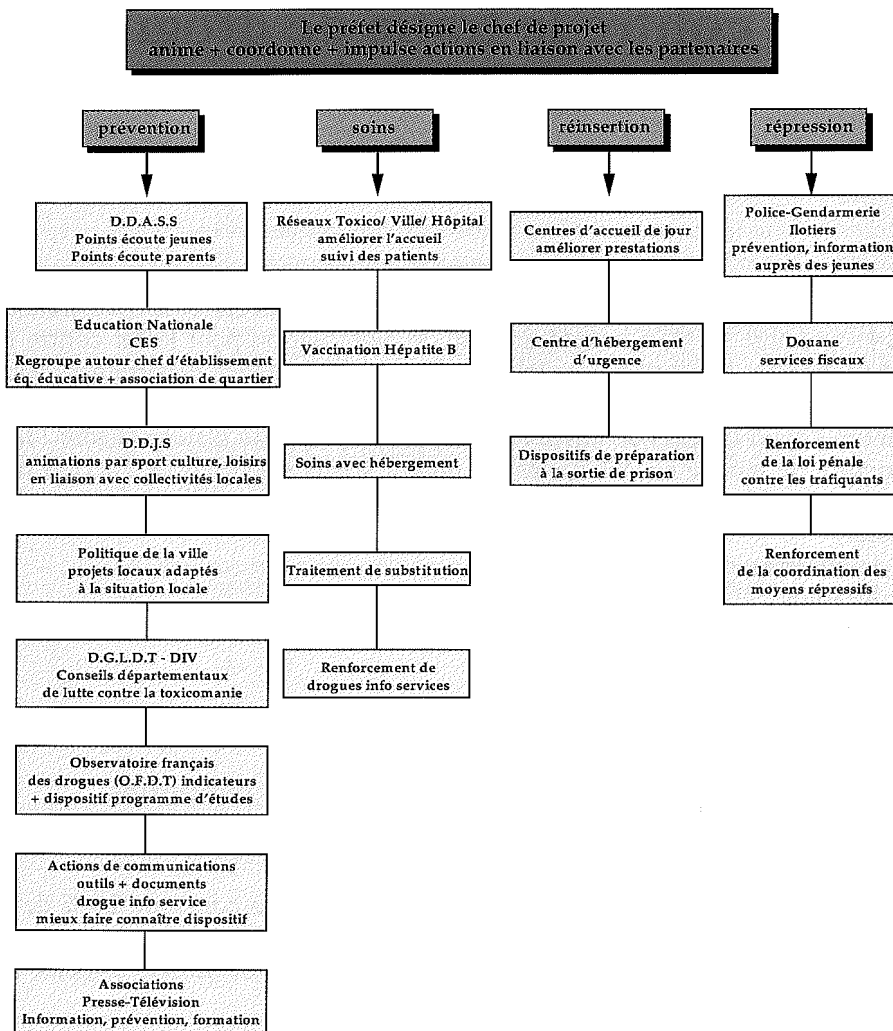 Le préfet désigne le chef de projet
anime + coordonne + impulse actions en liaison avec les partenaires
prévention
D.D.A.S.S
Points écoute jeunes
Points écoute parents
Education Nationale
CES
Regroupe autour chef d'établissement
éq. éducative + association de quartier
D.D.J.S
animations par sport culture, loisirs
en liaison avec collectivités locales
Politique de la ville
projets locaux adaptés
à la situation locale
D.G.L.D.T - DIV
Conseils départementaux
de lutte contre la toxicomanie
Observatoire français
des drogues (O.F.D.T) indicateurs
+ dispositif programme d'études
Actions de communications
outils + documents
drogue info service
mieux faire connaître dispositif
Associations
Presse-Télévision
Information, prévention, formation
soins
Réseaux Toxico/ Ville/ Hôpital
améliorer l'accueil
suivi des patients
Vaccination Hépatite B
Soins avec hébergement
Traitement de substitution
Renforcement de
drogues info services
réinsertion
Centres d'accueil de jour
améliorer prestations
Centre d'hébergement
d'urgence
Dispositifs de préparation
à la sortie de prison
répression
Police-Gendarmerie
Ilotiers
prévention, information
auprès des jeunes
Douane
services fiscaux
Renforcement
de la loi pénale
contre les trafiquants
Renforcement
de la coordination des
moyens répressifs